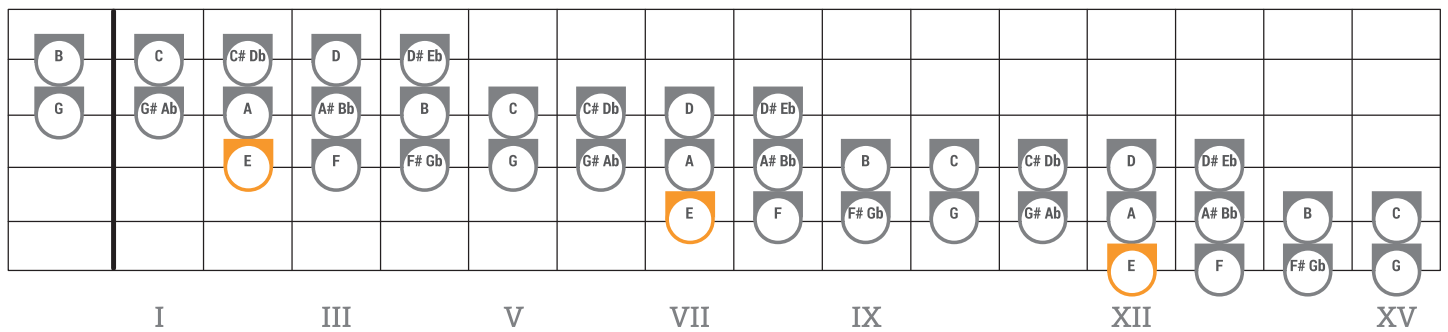 B C C# Db D D# Eb
G G# Ab A A# Bb B C C# Db D D# Eb
E F F# Gb G G# Ab A A# Bb B C C# Db D D# Eb
E F F# Gb G G# Ab A A# Bb B C
E F F# Gb G
I III V VII IX XII XV